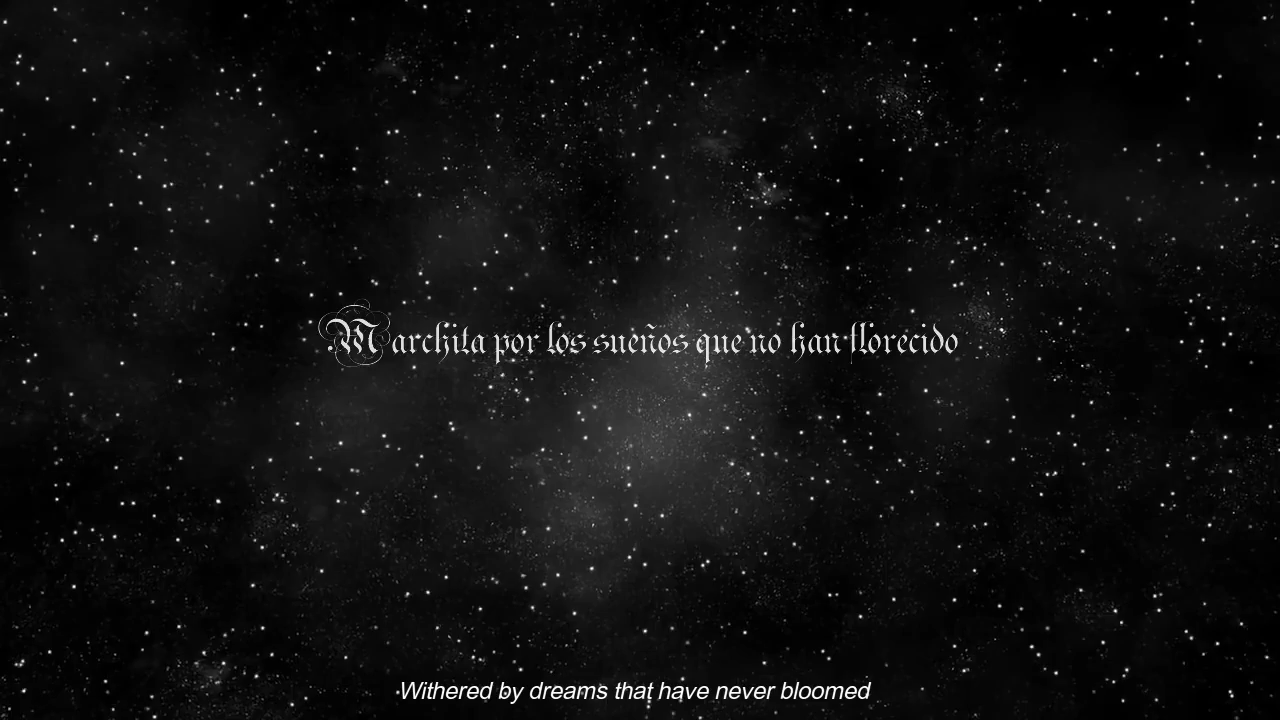 Marchita por los sueños que no han florecido
Withered by dreams that have never bloomed